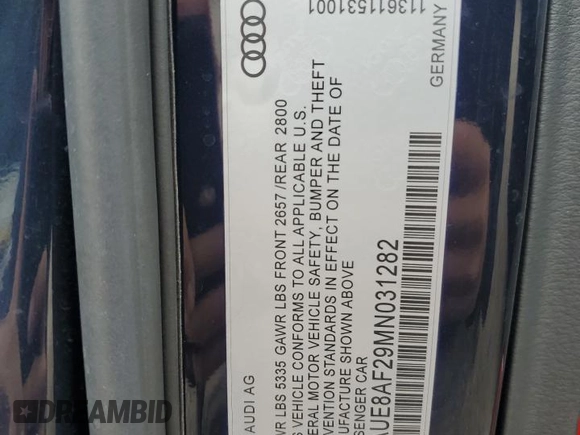 AUDI AG
113611531001
WR LBS 5335 GAWR LBS FRONT 2657 /REAR 2800
S VEHICLE CONFORMS TO ALL APPLICABLE U.S.
ERAL MOTOR VEHICLE SAFETY, BUMPER AND THEFT
VENTION STANDARDS IN EFFECT ON THE DATE OF
UFACTURE SHOWN ABOVE
SENGER CAR
AUE8AF29MN031282
GERMANY
DREAMBID